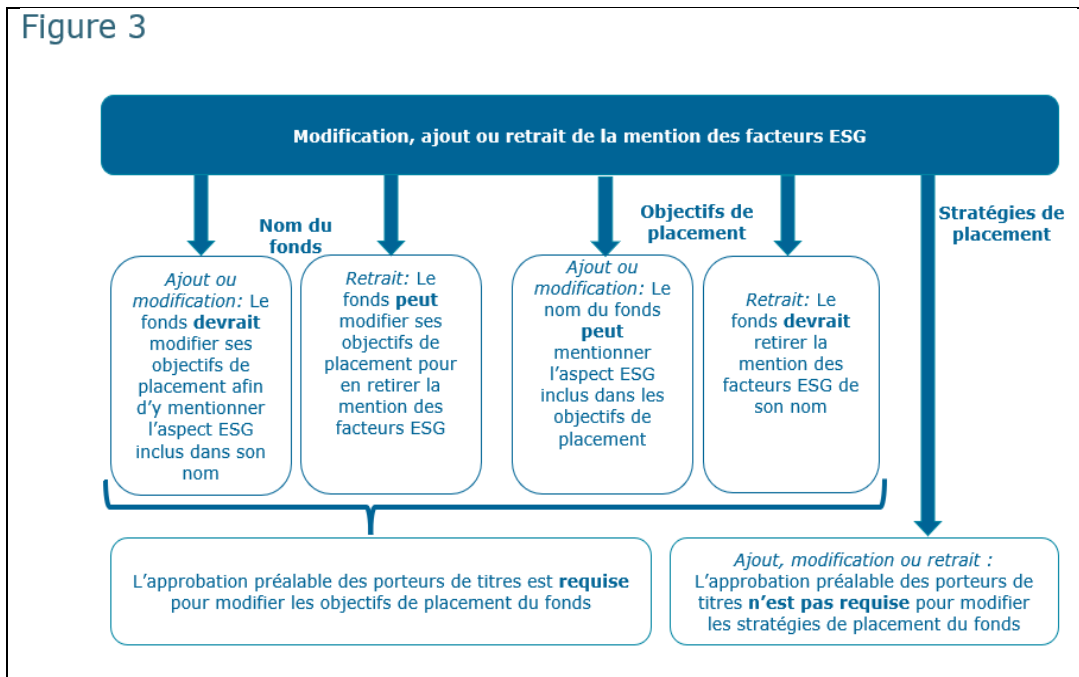 Figure 3
Modification, ajout ou retrait de la mention des facteurs ESG
Nom du
fonds
Objectifs de
placement
Stratégies de
placement
Ajout ou
modification: Le
fonds devrait
modifier ses
objectifs de
placement afin
d’y mentionner
l’aspect ESG
inclus dans son
nom
Retrait: Le
fonds peut
modifier ses
objectifs de
placement pour
en retirer la
mention des
facteurs ESG
Ajout ou
modification: Le
nom du fonds
peut
mentionner
l’aspect ESG
inclus dans les
objectifs de
placement
Retrait: Le
fonds devrait
retirer la
mention des
facteurs ESG de
son nom
L’approbation préalable des porteurs de titres est requise
pour modifier les objectifs de placement du fonds
Ajout, modification ou retrait :
L’approbation préalable des porteurs de
titres n’est pas requise pour modifier
les stratégies de placement du fonds